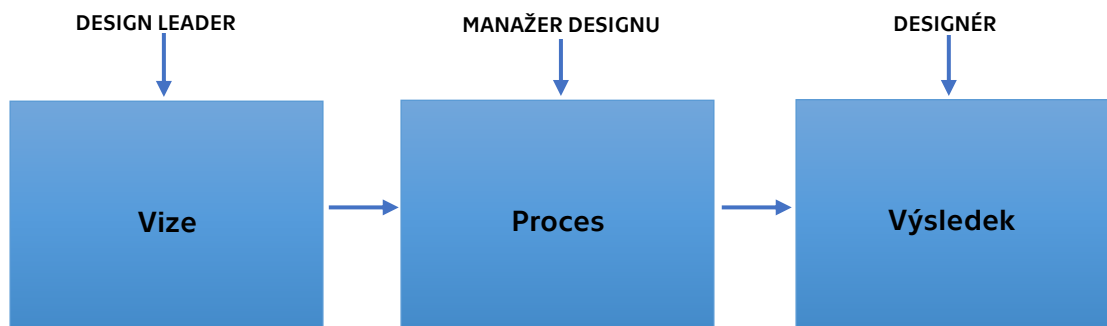 DESIGN LEADER
MANAŽER DESIGNU
DESIGNÉR
Vize
Proces
Výsledek